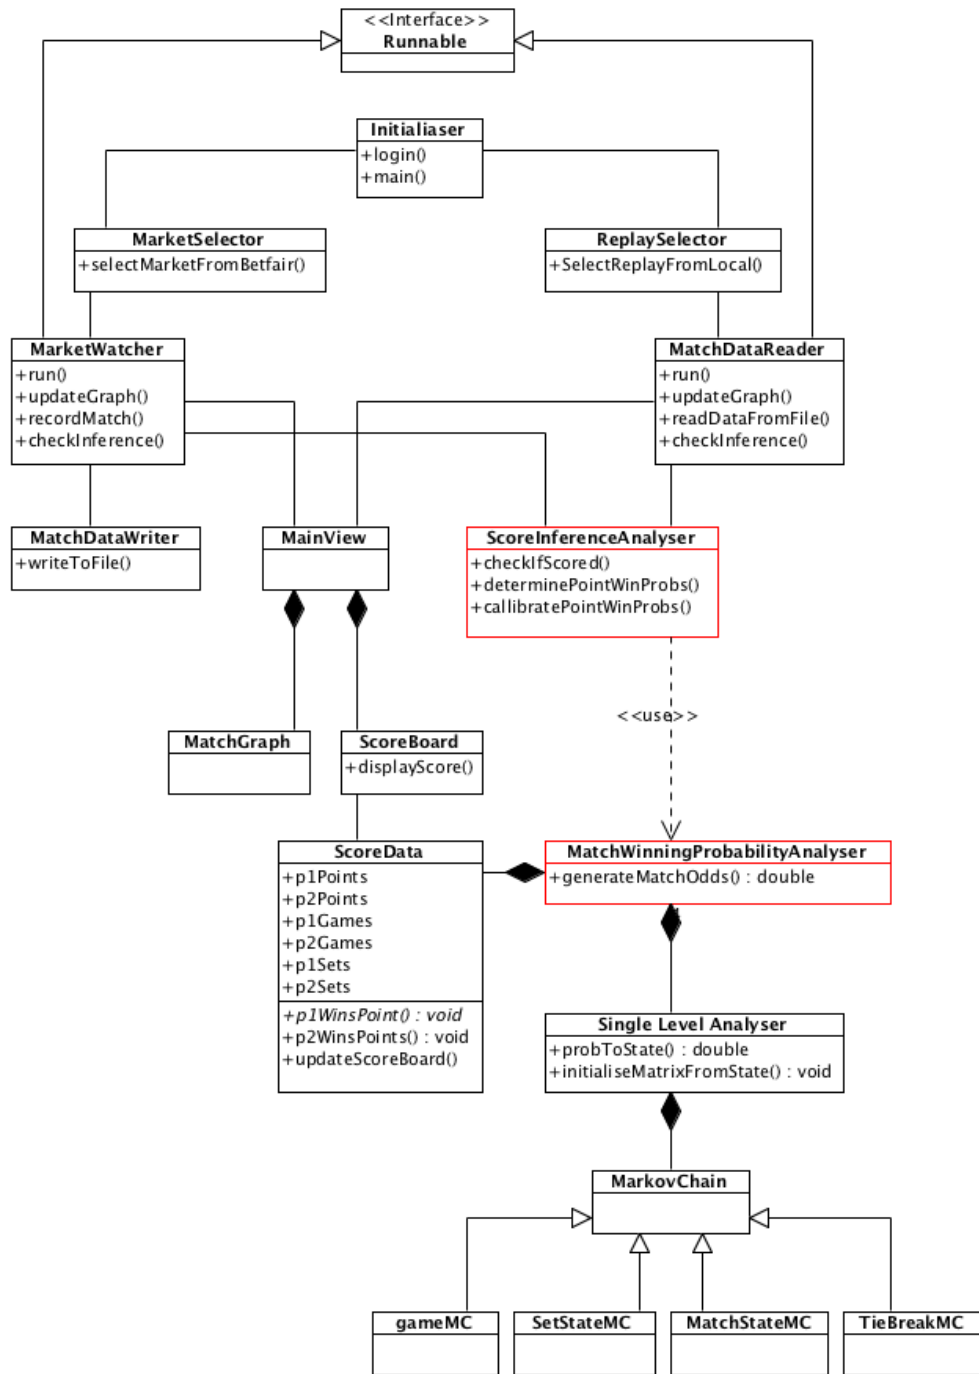 <<Interface>>
Runnable
Initialiaser
+login()
+main()
MarketSelector
+selectMarketFromBetfair()
ReplaySelector
+SelectReplayFromLocal()
MarketWatcher
+run()
+updateGraph()
+recordMatch()
+checkInference()
MatchDataReader
+run()
+updateGraph()
+readDataFromFile()
+checkInference()
MatchDataWriter
+writeToFile()
MainView
ScoreInferenceAnalyser
+checkIfScored()
+determinePointWinProbs()
+callibratePointWinProbs()
<<use>>
MatchGraph
ScoreBoard
+displayScore()
ScoreData
+p1Points
+p2Points
+p1Games
+p2Games
+p1Sets
+p2Sets
+p1WinsPoint() : void
+p2WinsPoints() : void
+updateScoreBoard()
MatchWinningProbabilityAnalyser
+generateMatchOdds() : double
Single Level Analyser
+probToState() : double
+initialiseMatrixFromState() : void
MarkovChain
gameMC
SetStateMC
MatchStateMC
TieBreakMC